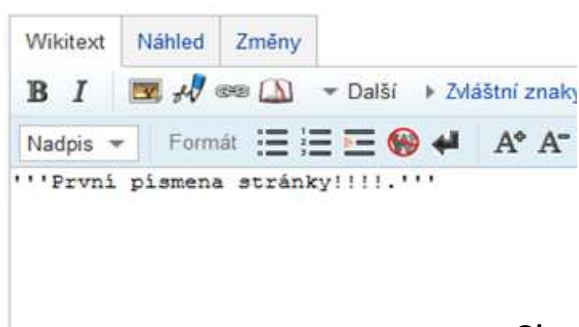 Wikitext Náhled Změny
B I Další Zvláštní znaky
Nadpis Formát A A
'''První písmena stránky!!!!.'''